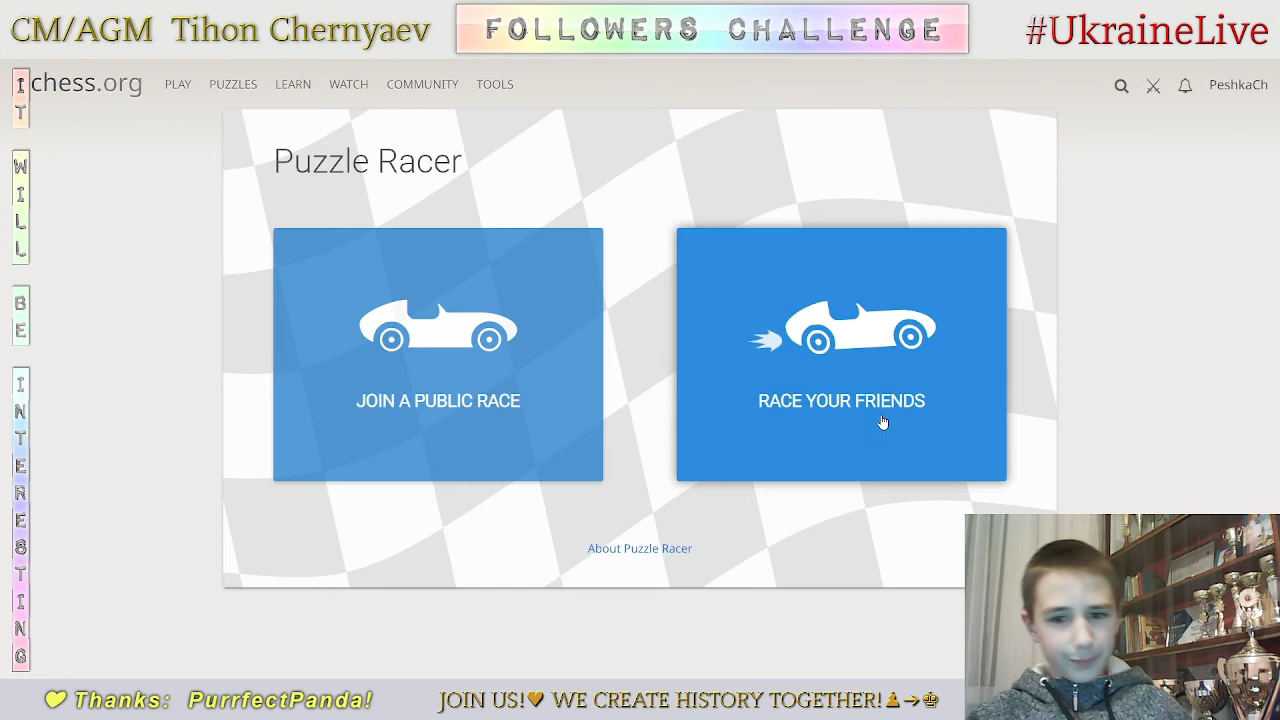 CM/AGM Tihon Chernyaev
FOLLOWERS CHALLENGE
#UkraineLive
chess.org
PLAY
PUZZLES
LEARN
WATCH
COMMUNITY
TOOLS
PeshkaCh
IT
WILL
BE
INTERESTING
Puzzle Racer
JOIN A PUBLIC RACE
RACE YOUR FRIENDS
About Puzzle Racer
Thanks: PurrfectPanda!
JOIN US!🧡 WE CREATE HISTORY TOGETHER!♟→♚